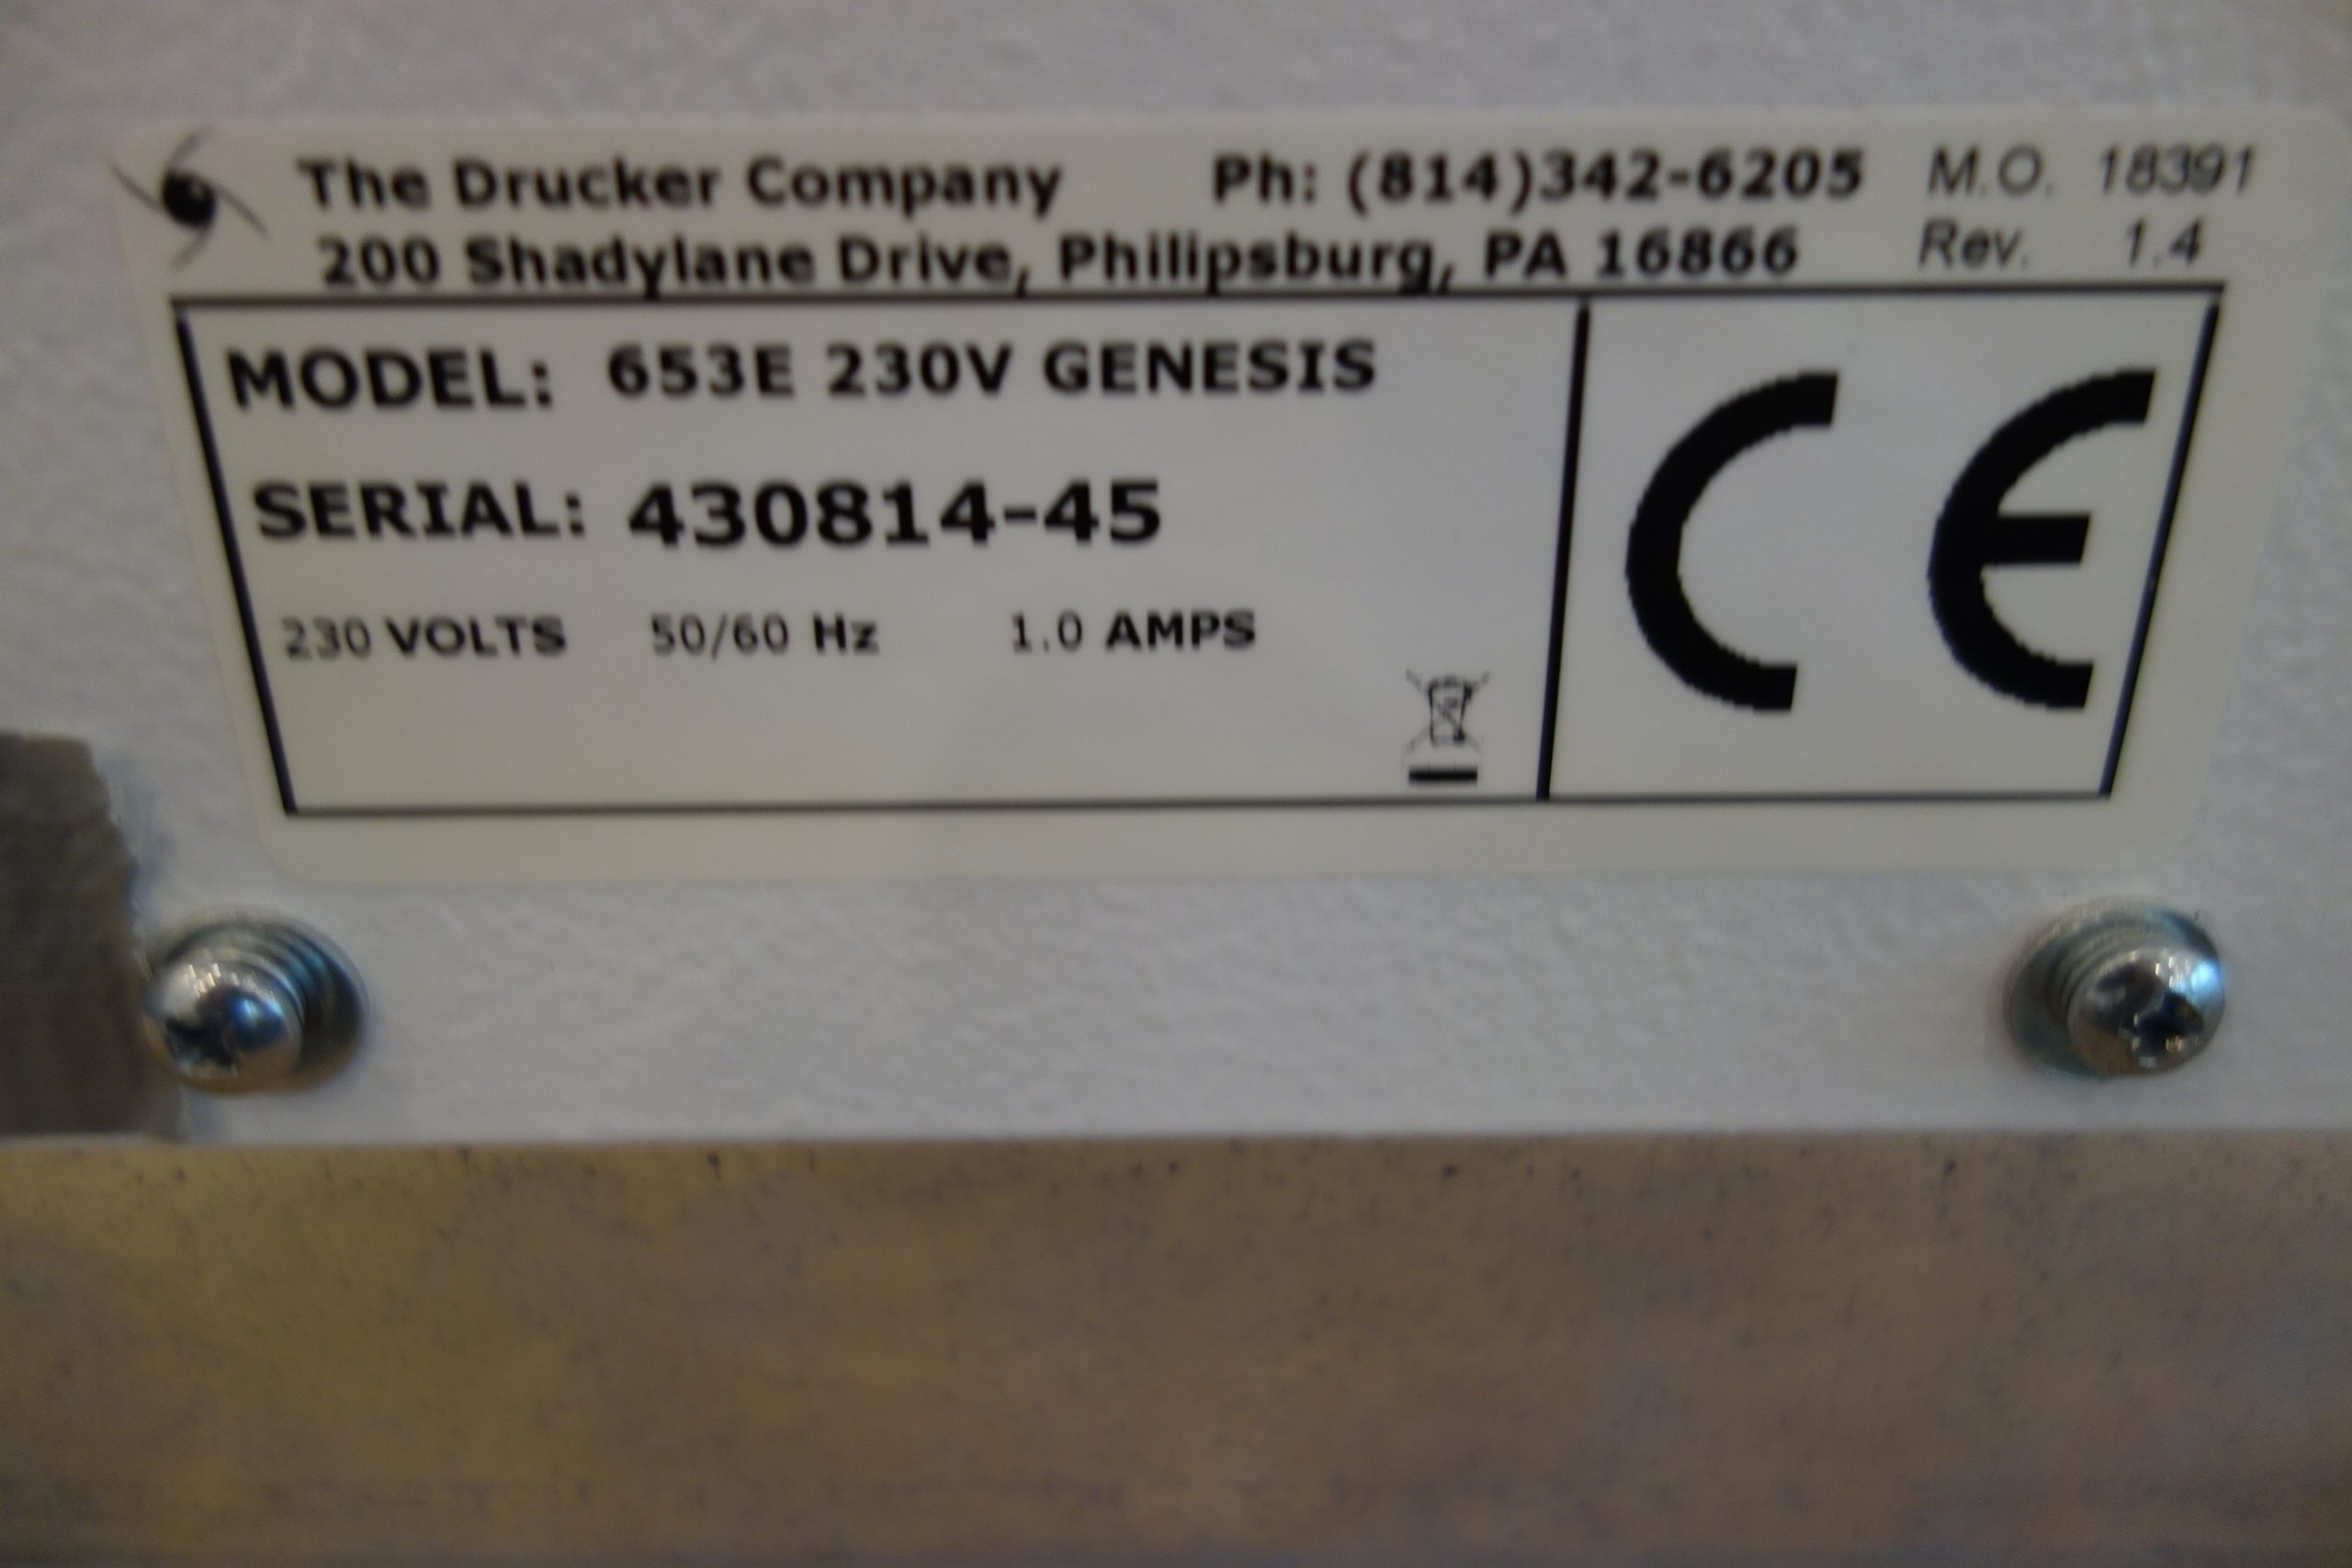 The Drucker Company Ph: (814)342-6205 M.O. 18391
200 Shadylane Drive, Philipsburg, PA 16866 Rev. 1.4
MODEL: 653E 230V GENESIS
SERIAL: 430814-45
230 VOLTS 50/60 Hz 1.0 AMPS
CE